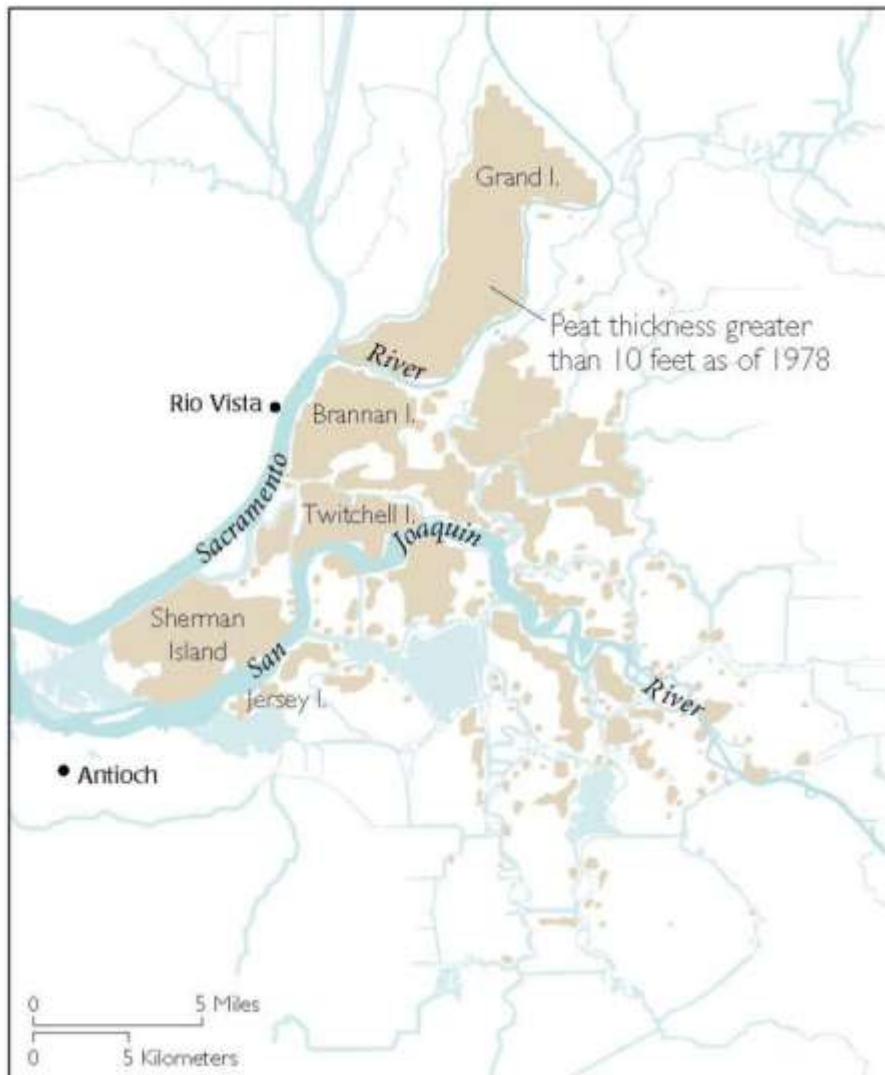 Grand I.
Peat thickness greater
than 10 feet as of 1978
River
Rio Vista
Brannan I.
Sacramento
Twitchell I.
Joaquin
Sherman
Island
San
Jersey I.
River
Antioch
0 5 Miles
0 5 Kilometers